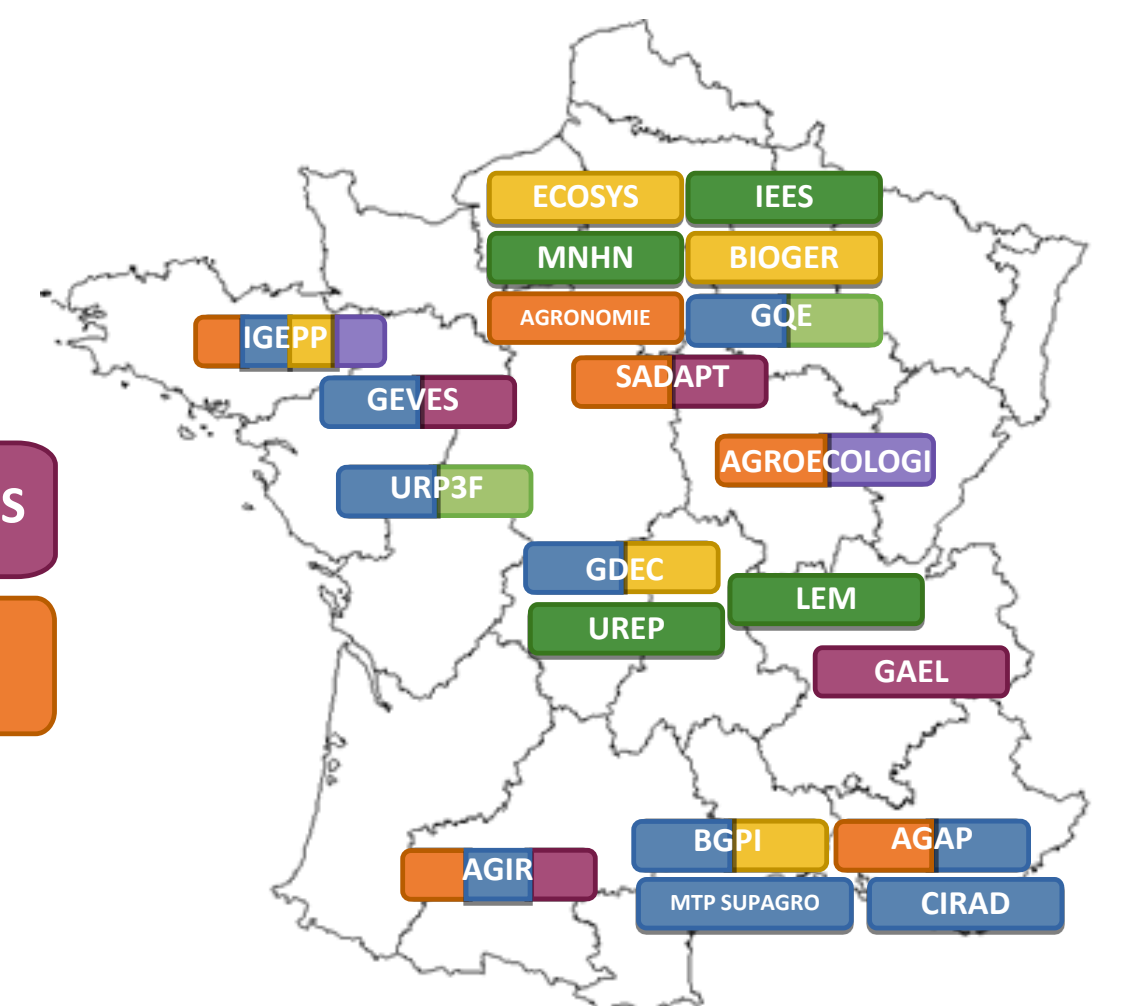 ECOSYS
IEES
MNHN
BIOGER
AGRONOMIE
GQE
IGEPP
SADAPT
GEVES
AGROECOLOGI
URP3F
S
GDEC
LEM
UREP
GAEL
BGPI
AGAP
AGIR
MTP SUPAGRO
CIRAD